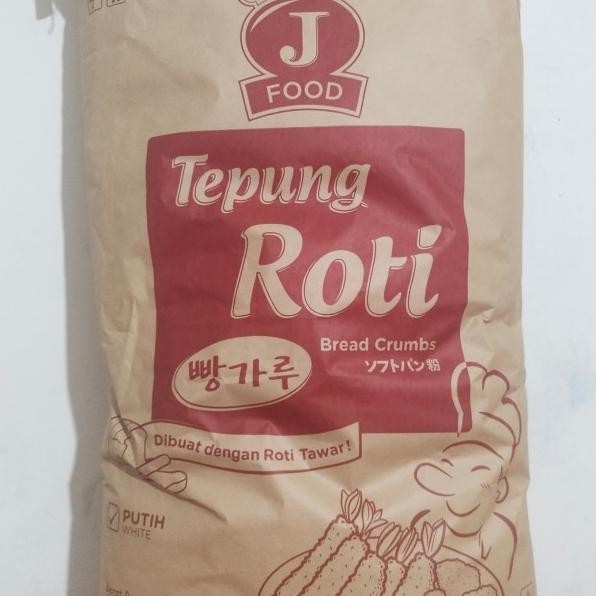 J
FOOD
Tepung
Roti
Bread Crumbs
ソフトパン粉
빵가루
Dibuat dengan Roti Tawar!
PUTIH
WHITE